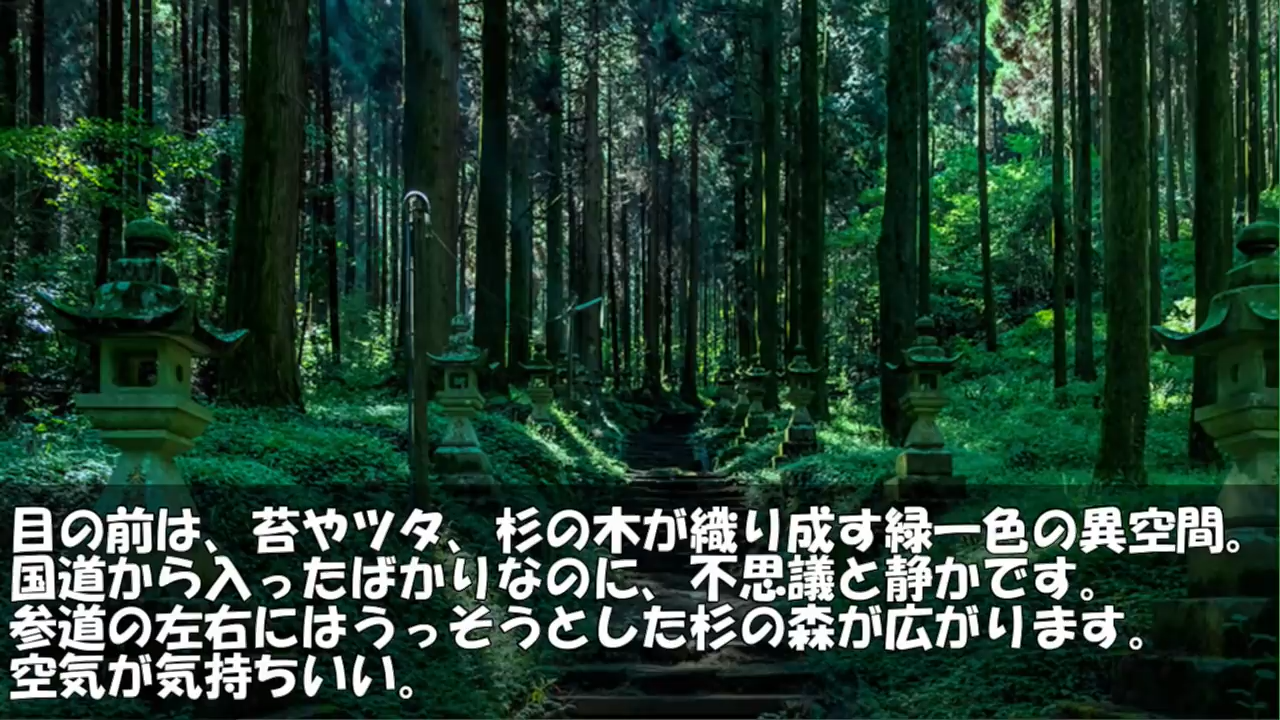 目の前は、苔やツタ、杉の木が織り成す緑一色の異空間。
国道から入ったばかりなのに、不思議と静かです。
参道の左右にはうっそうとした杉の森が広がります。
空気が気持ちいい。